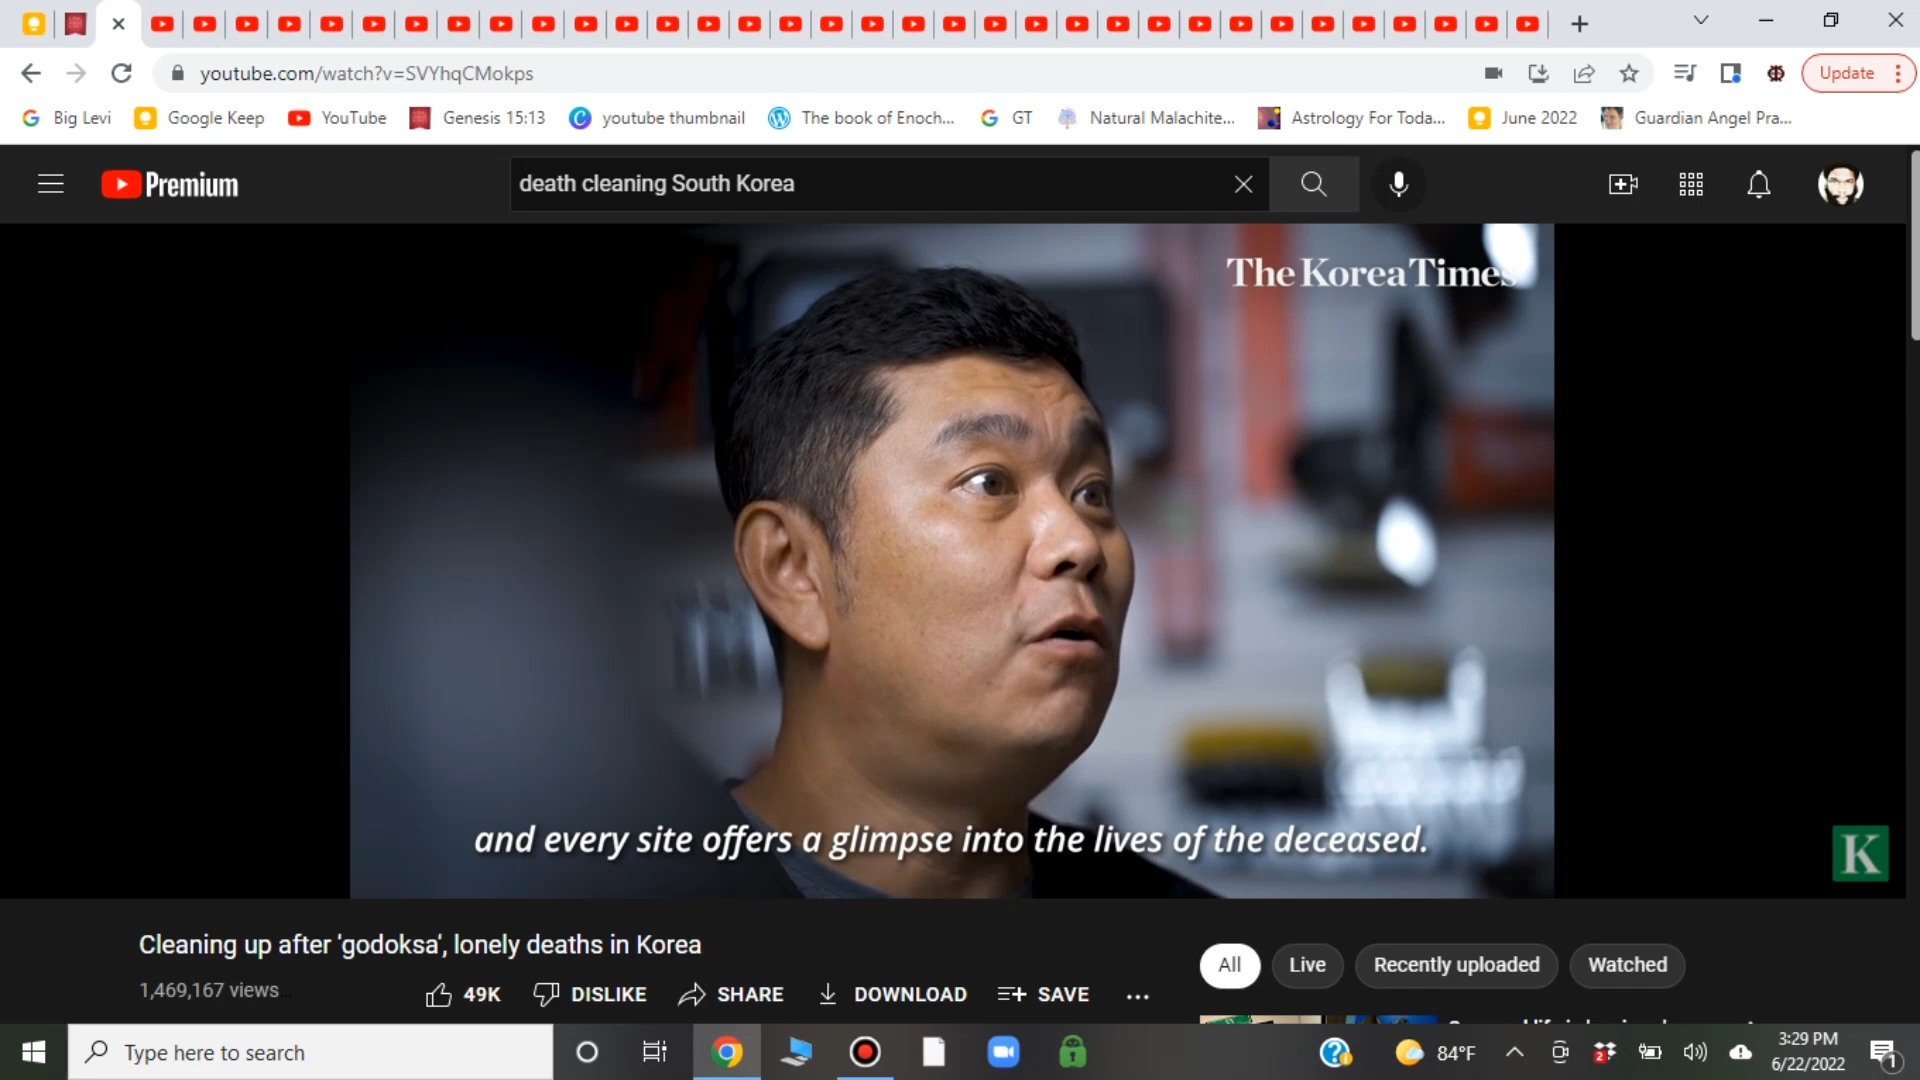 youtube.com/watch?v=SVYhqCMokps
Update
Big Levi
Google Keep
YouTube
Genesis 15:13
youtube thumbnail
The book of Enoch...
GT
Natural Malachite...
Astrology For Toda...
June 2022
Guardian Angel Pra...
Premium
death cleaning South Korea
The Korea Times
and every site offers a glimpse into the lives of the deceased.
K
Cleaning up after 'godoksa', lonely deaths in Korea
1,469,167 views
49K
DISLIKE
SHARE
DOWNLOAD
SAVE
All
Live
Recently uploaded
Watched
Type here to search
84°F
3:29 PM
6/22/2022